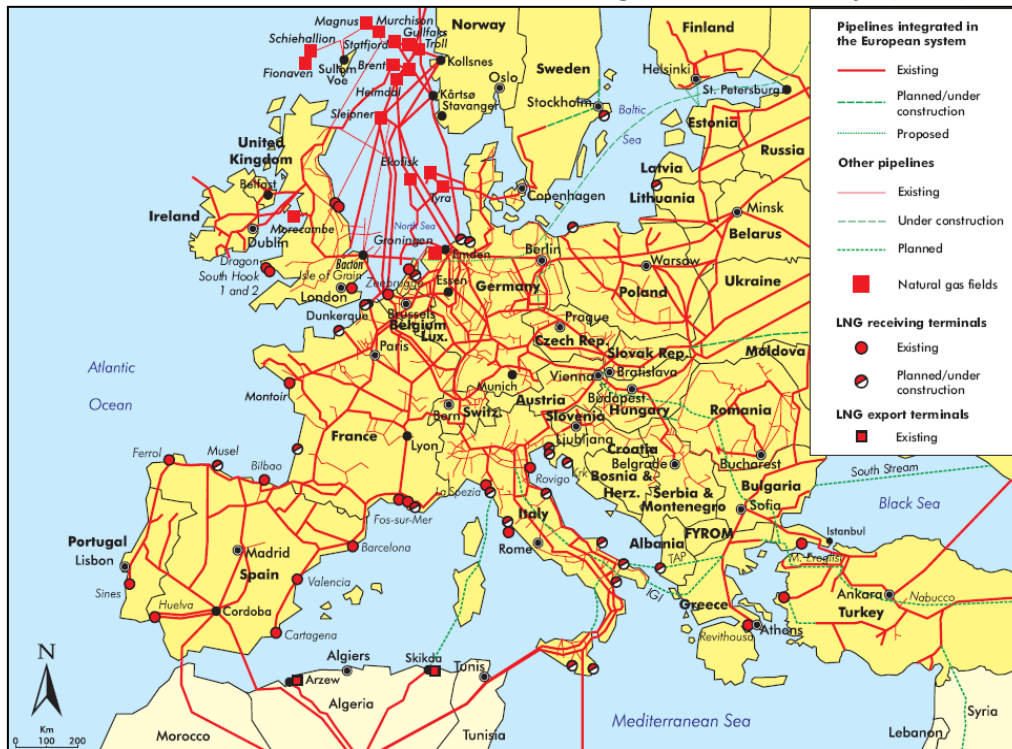 Magnus
Murchison
Gullfaks
Schiehallion
Statfjord
Troll
Fionaven
Sullom
Voe
Brent
Heimdal
Kollsnes
Norway
Oslo
Sweden
Finland
Helsinki
St. Petersburg
Kårtsø
Stavanger
Stockholm
Baltic
Sea
Estonia
Russia
Sleipner
United
Kingdom
Ekofisk
Latvia
Lithuania
Belfast
Tyra
Copenhagen
Minsk
Belarus
Ireland
Morecambe
Dublin
North Sea
Groningen
Emden
Berlin
Warsaw
Dragon
South Hook
1 and 2
Isle of Grain
Bacton
London
Zeebrugge
Essen
Germany
Poland
Ukraine
Dunkerque
Brussels
Belgium
Lux.
Prague
Czech Rep.
Slovak Rep.
Moldova
Atlantic
Ocean
Paris
Munich
Vienna
Bratislava
Budapest
Austria
Hungary
Romania
Montoir
Bern
Switz.
Slovenia
Ljubljana
France
Lyon
Croatia
Belgrade
Bucharest
Ferrol
Musel
Bilbao
La Spezia
Rovigo
Krk
Bosnia &
Herz.
Serbia &
Montenegro
Bulgaria
Sofia
South Stream
Black Sea
Fos-sur-Mer
Italy
Rome
Albania
FYROM
TAP
Istanbul
M. Ereglisi
Portugal
Lisbon
Madrid
Spain
Barcelona
Valencia
Sines
Huelva
Cordoba
Cartagena
IGI
Greece
Revithousa
Athens
Ankara
Turkey
Nabucco
Algiers
Skikda
Tunis
Arzew
Algeria
Morocco
Tunisia
Mediterranean Sea
Syria
Lebanon
N
Km
0 100 200
Pipelines integrated in
the European system
Existing
Planned/under
construction
Proposed
Other pipelines
Existing
Under construction
Planned
Natural gas fields
LNG receiving terminals
Existing
Planned/under
construction
LNG export terminals
Existing